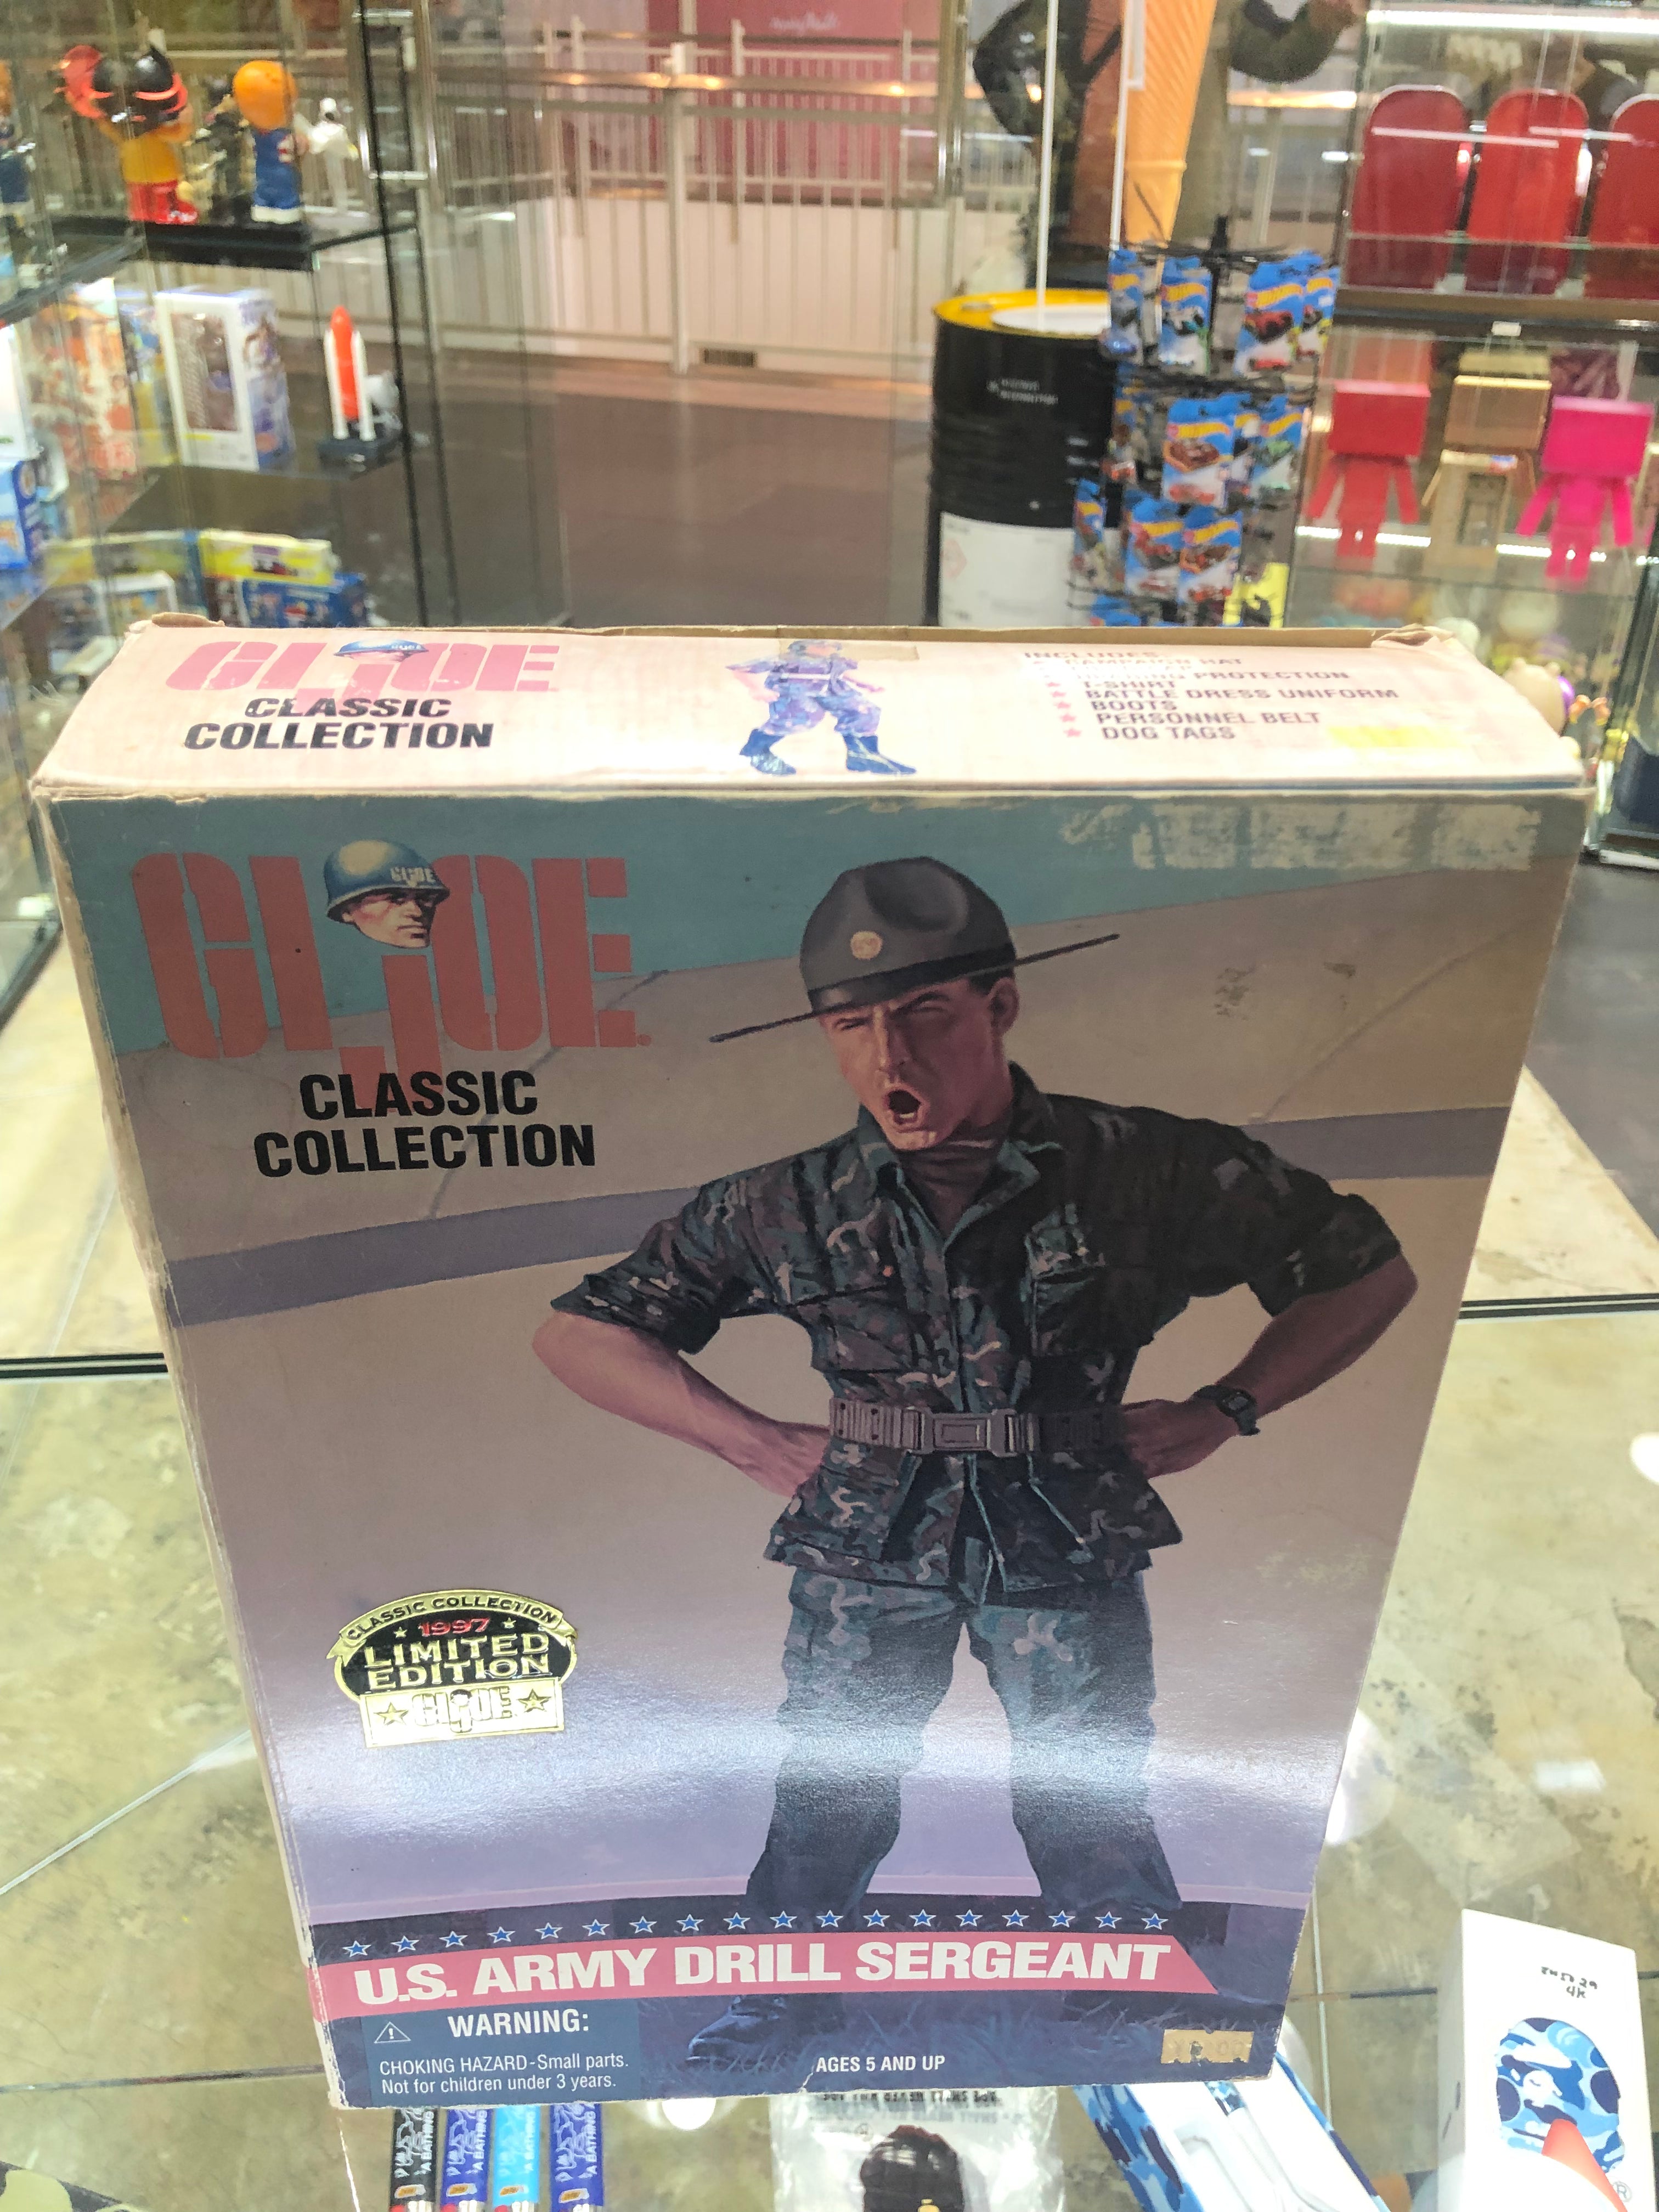 GI JOE
CLASSIC
COLLECTION
INCLUDES:
CAMPAIGN HAT
HEARING PROTECTION
T-SHIRT
BATTLE DRESS UNIFORM
BOOTS
PERSONNEL BELT
DOG TAGS
GI JOE
GI JOE.
CLASSIC
COLLECTION
CLASSIC COLLECTION
1997
LIMITED
EDITION
GI JOE
U.S. ARMY DRILL SERGEANT
WARNING:
CHOKING HAZARD-Small parts.
Not for children under 3 years.
AGES 5 AND UP